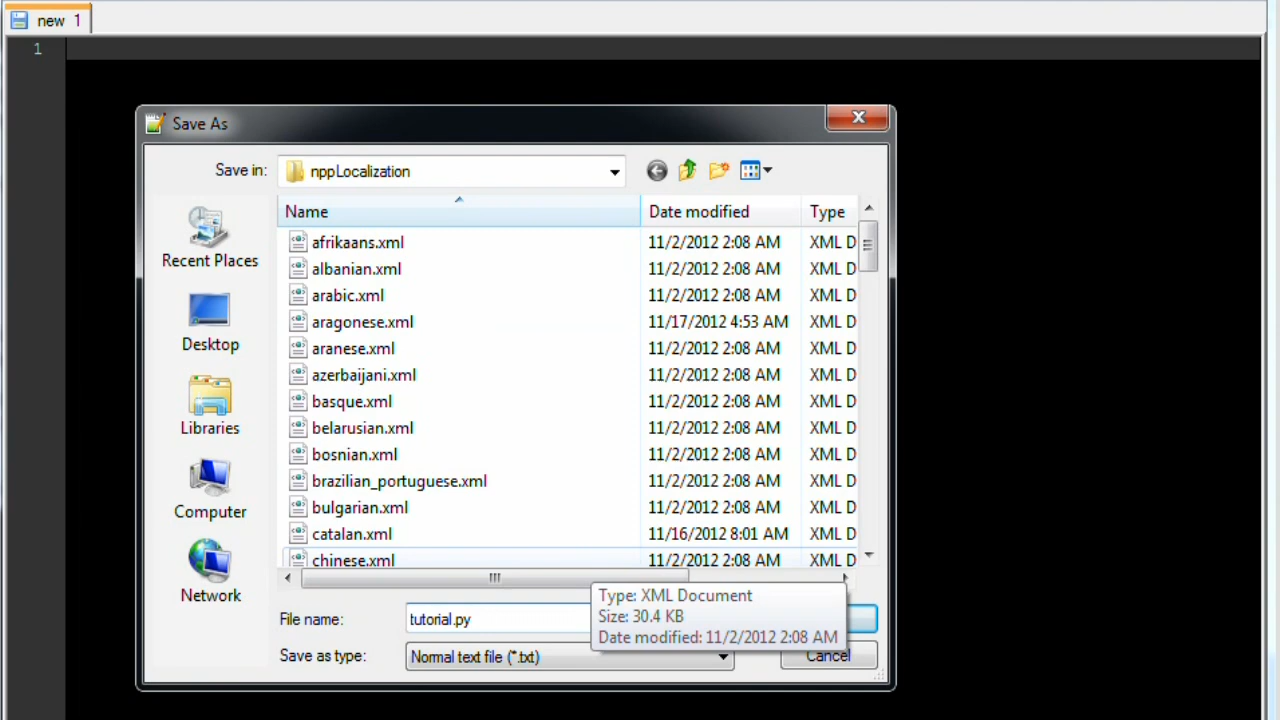 new 1
1
Save As
Save in: nppLocalization
Name Date modified Type
afrikaans.xml 11/2/2012 2:08 AM XML D
albanian.xml 11/2/2012 2:08 AM XML D
arabic.xml 11/2/2012 2:08 AM XML D
aragonese.xml 11/17/2012 4:53 AM XML D
aranese.xml 11/2/2012 2:08 AM XML D
azerbaijani.xml 11/2/2012 2:08 AM XML D
basque.xml 11/2/2012 2:08 AM XML D
belarusian.xml 11/2/2012 2:08 AM XML D
bosnian.xml 11/2/2012 2:08 AM XML D
brazilian_portuguese.xml 11/2/2012 2:08 AM XML D
bulgarian.xml 11/2/2012 2:08 AM XML D
catalan.xml 11/16/2012 8:01 AM XML D
chinese.xml 11/2/2012 2:08 AM XML D
Recent Places
Desktop
Libraries
Computer
Network
Type: XML Document
Size: 30.4 KB
Date modified: 11/2/2012 2:08 AM
File name: tutorial.py
Save as type: Normal text file (*.txt)
Cancel